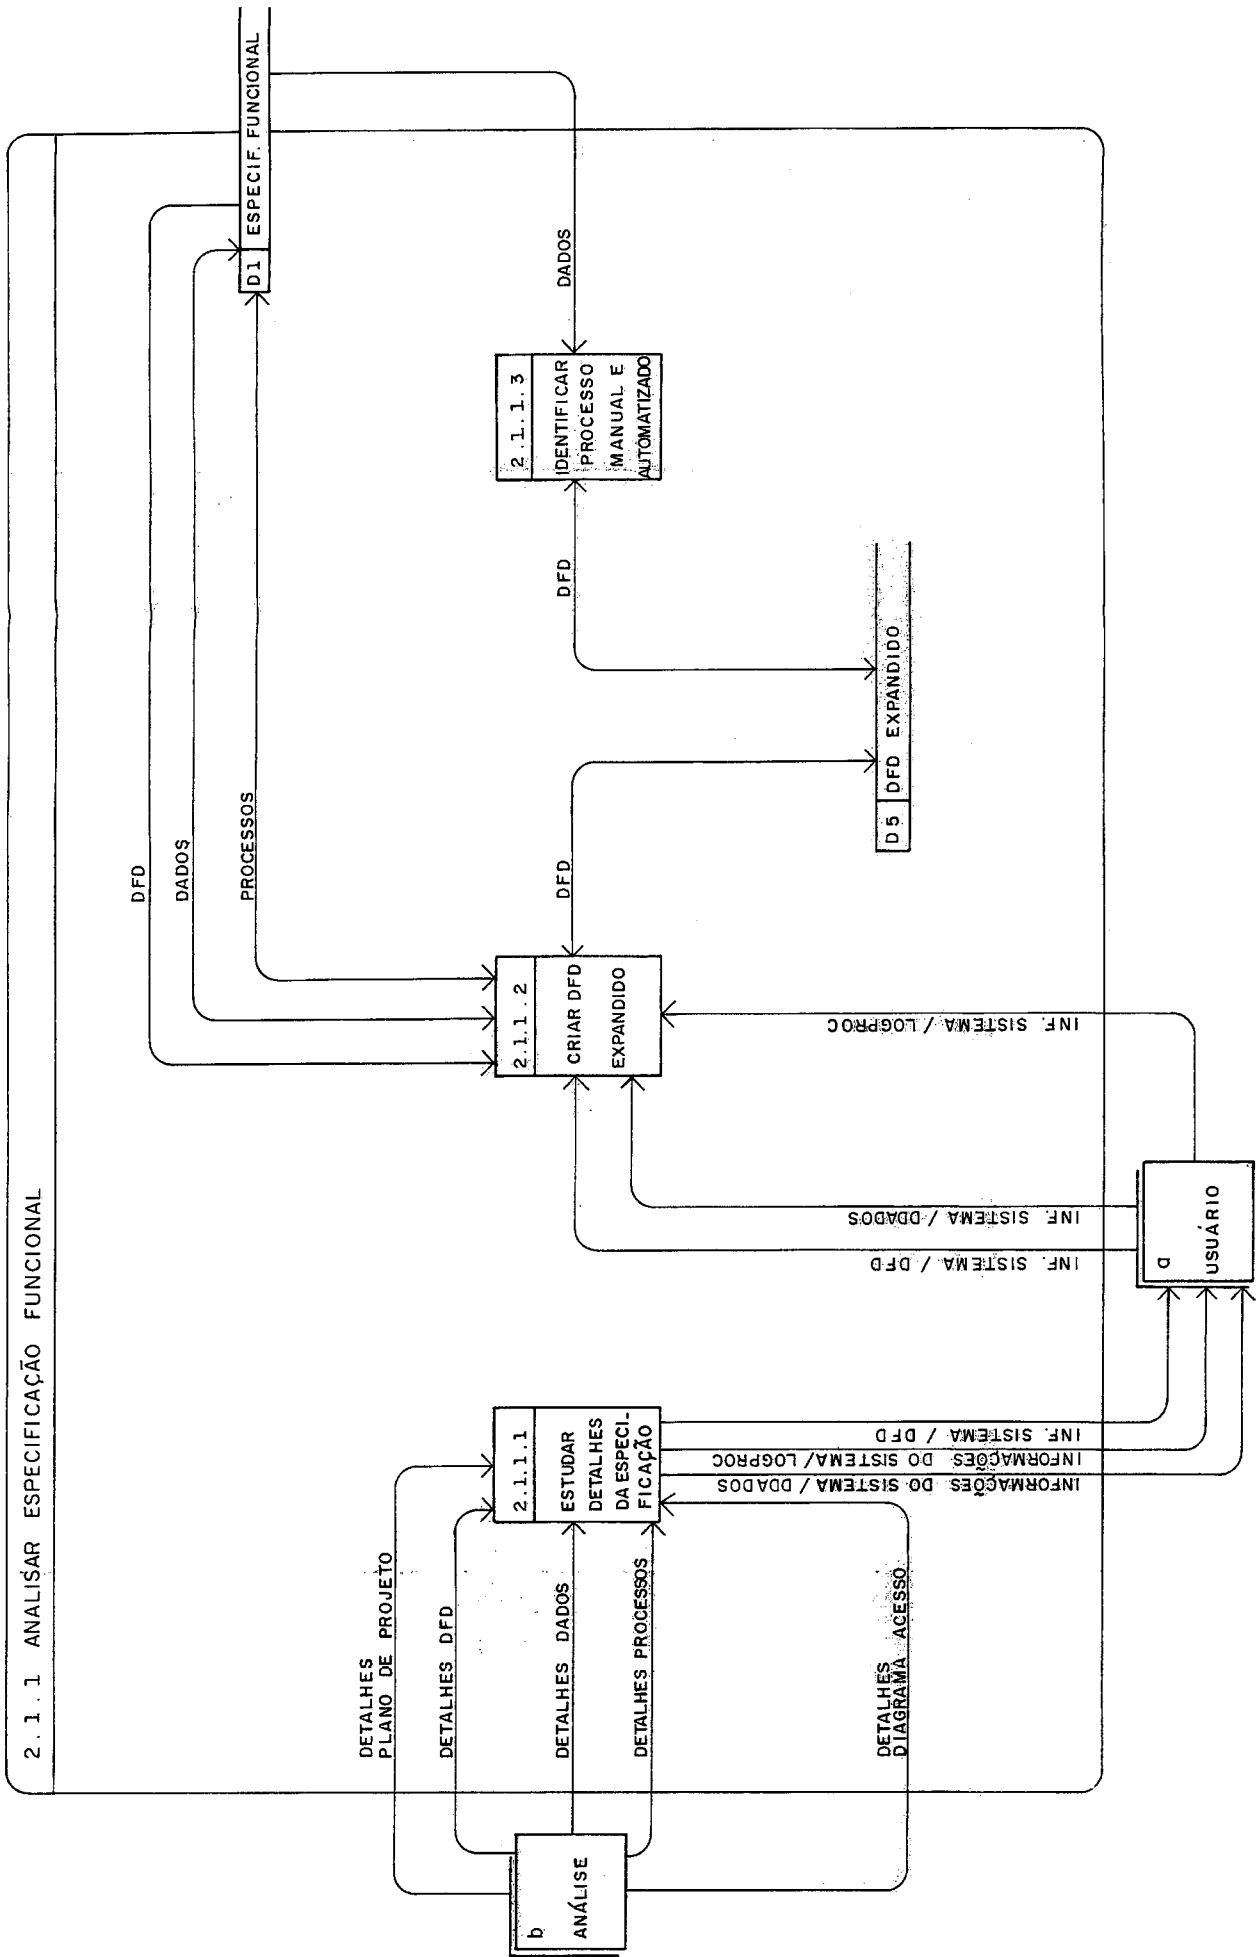 2.1.1 ANALISAR ESPECIFICAÇÃO FUNCIONAL
DFD
DADOS
PROCESSOS
D1 ESPECIF. FUNCIONAL
DETALHES
PLANO DE PROJETO
DETALHES DFD
DETALHES DADOS
DETALHES PROCESSOS
DETALHES
DIAGRAMA ACESSO
b
ANÁLISE
2.1.1.1
ESTUDAR
DETALHES
DA ESPECI-
FICAÇÃO
INF. SISTEMA / DFD
INFORMAÇÕES DO SISTEMA/LOGPROC
INFORMAÇÕES DO SISTEMA / DDADOS
2.1.1.2
CRIAR DFD
EXPANDIDO
INF. SISTEMA / DFD
INF. SISTEMA / DDADOS
INF. SISTEMA / LOGPROC
DFD
DFD
2.1.1.3
IDENTIFICAR
PROCESSO
MANUAL E
AUTOMATIZADO
DADOS
D5 DFD EXPANDIDO
a
USUÁRIO